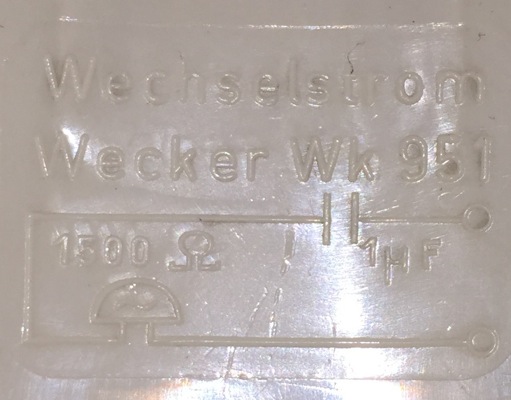 Wechselstrom
Wecker Wk 951
1500 Ω 1µF